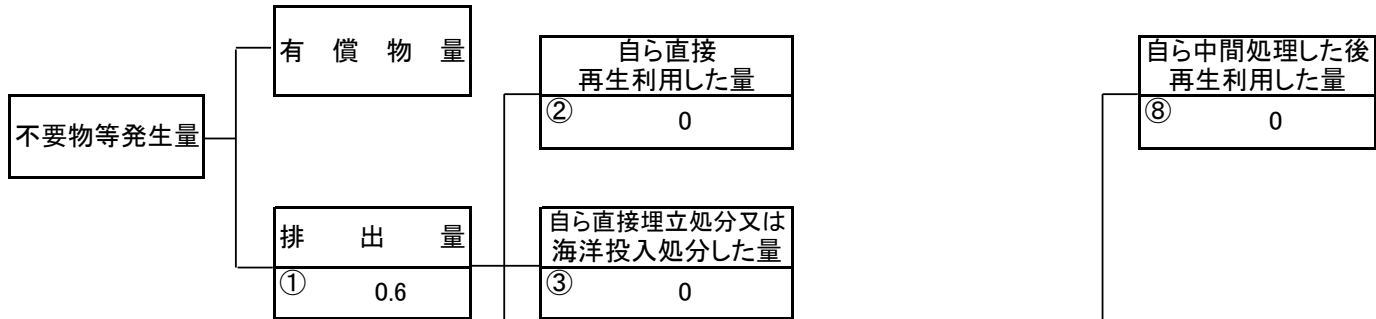 有償物量
自ら直接
再生利用した量
② 0
自ら中間処理した後
再生利用した量
⑧ 0
不要物等発生量
排出量
① 0.6
自ら直接埋立処分又は
海洋投入処分した量
③ 0